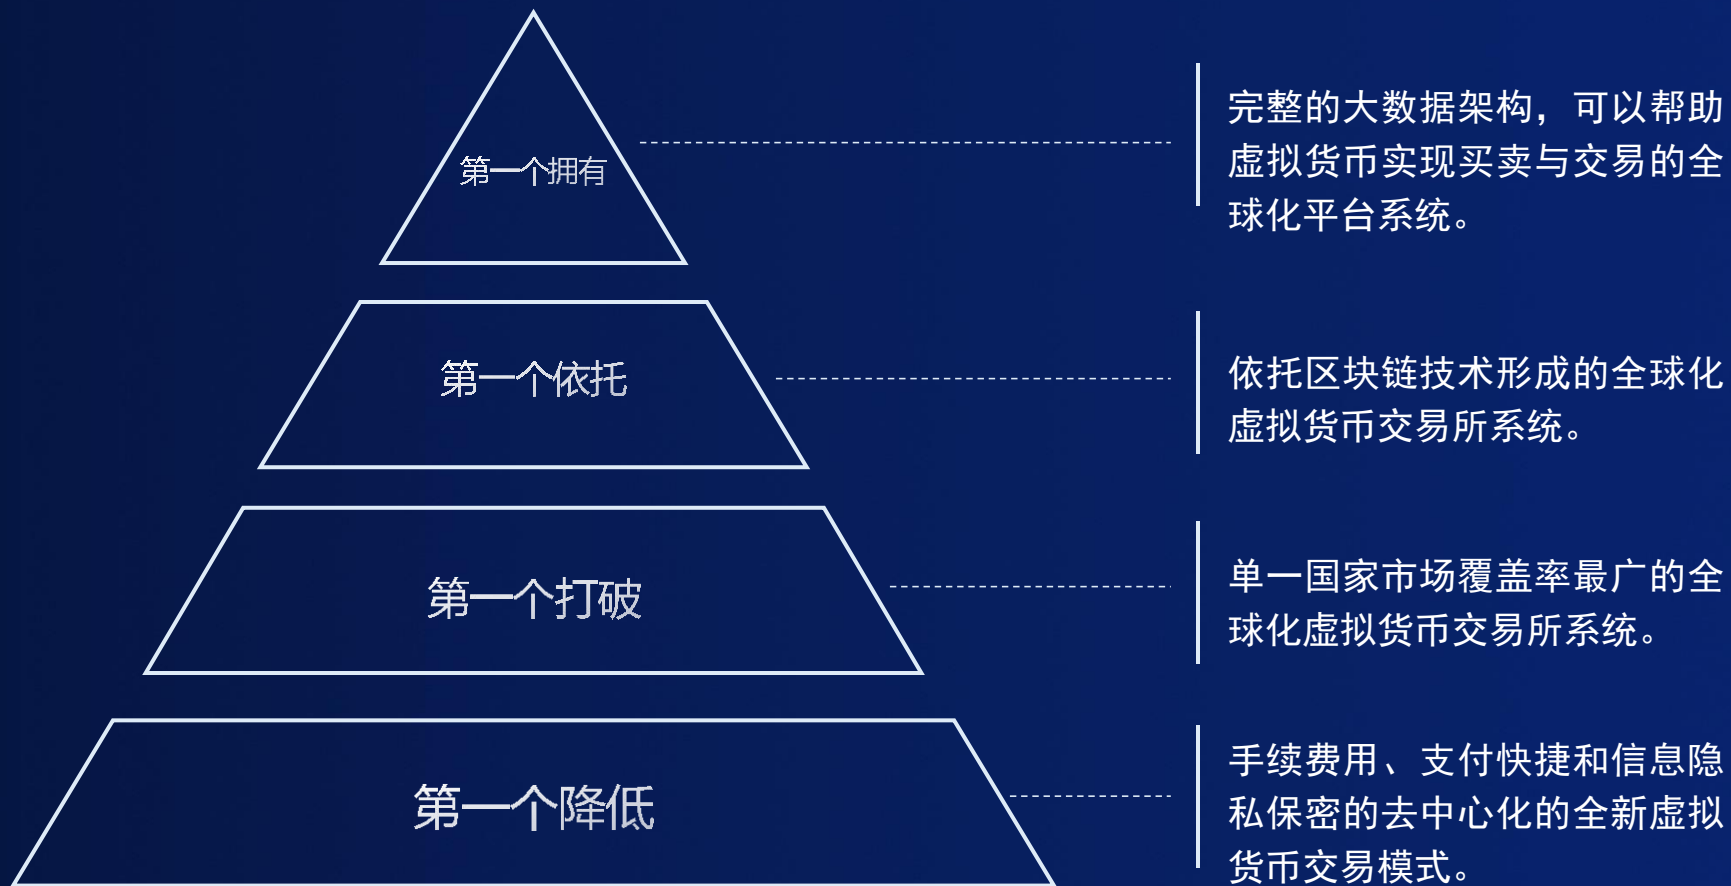 第一个拥有
完整的大数据架构，可以帮助
虚拟货币实现买卖与交易的全
球化平台系统。
第一个依托
依托区块链技术形成的全球化
虚拟货币交易所系统。
第一个打破
单一国家市场覆盖率最广的全
球化虚拟货币交易所系统。
第一个降低
手续费用、支付快捷和信息隐
私保密的去中心化的全新虚拟
货币交易模式。